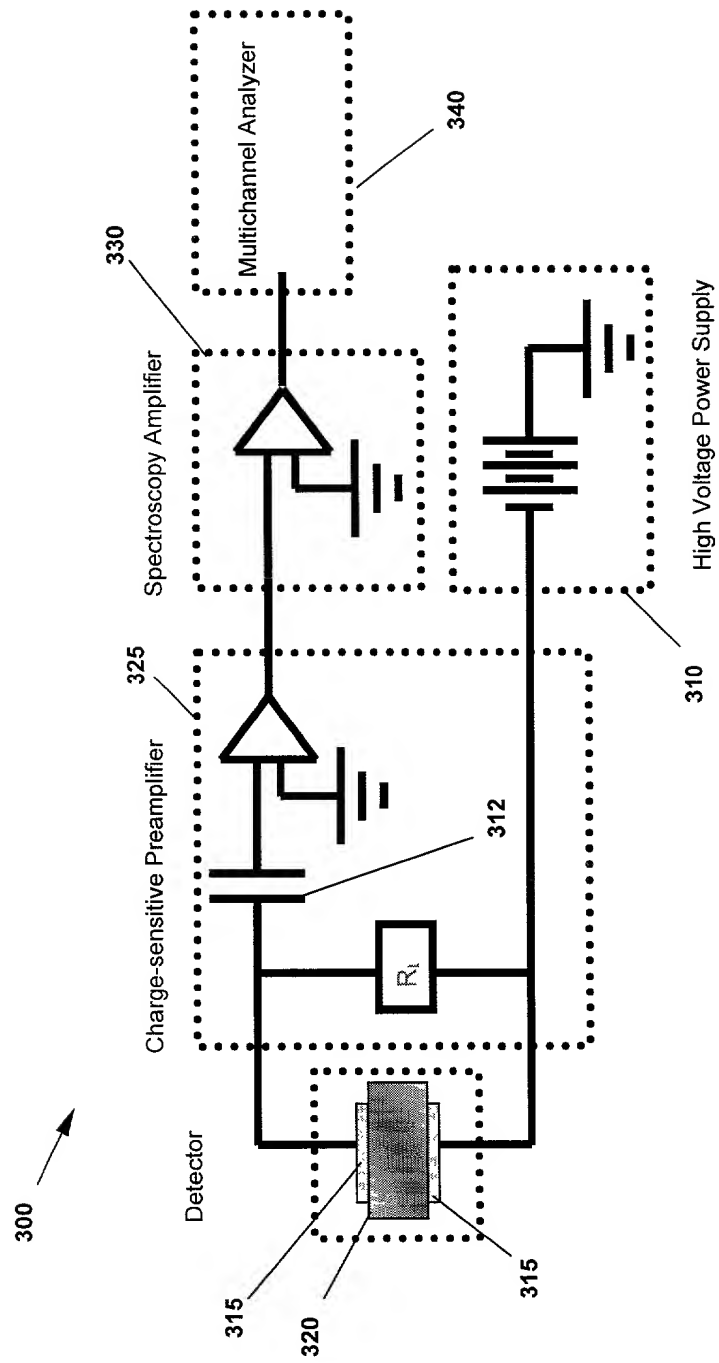 300
Detector
315
320
315
Charge-sensitive Preamplifier
325
R_L
312
Spectroscopy Amplifier
330
Multichannel Analyzer
340
310
High Voltage Power Supply